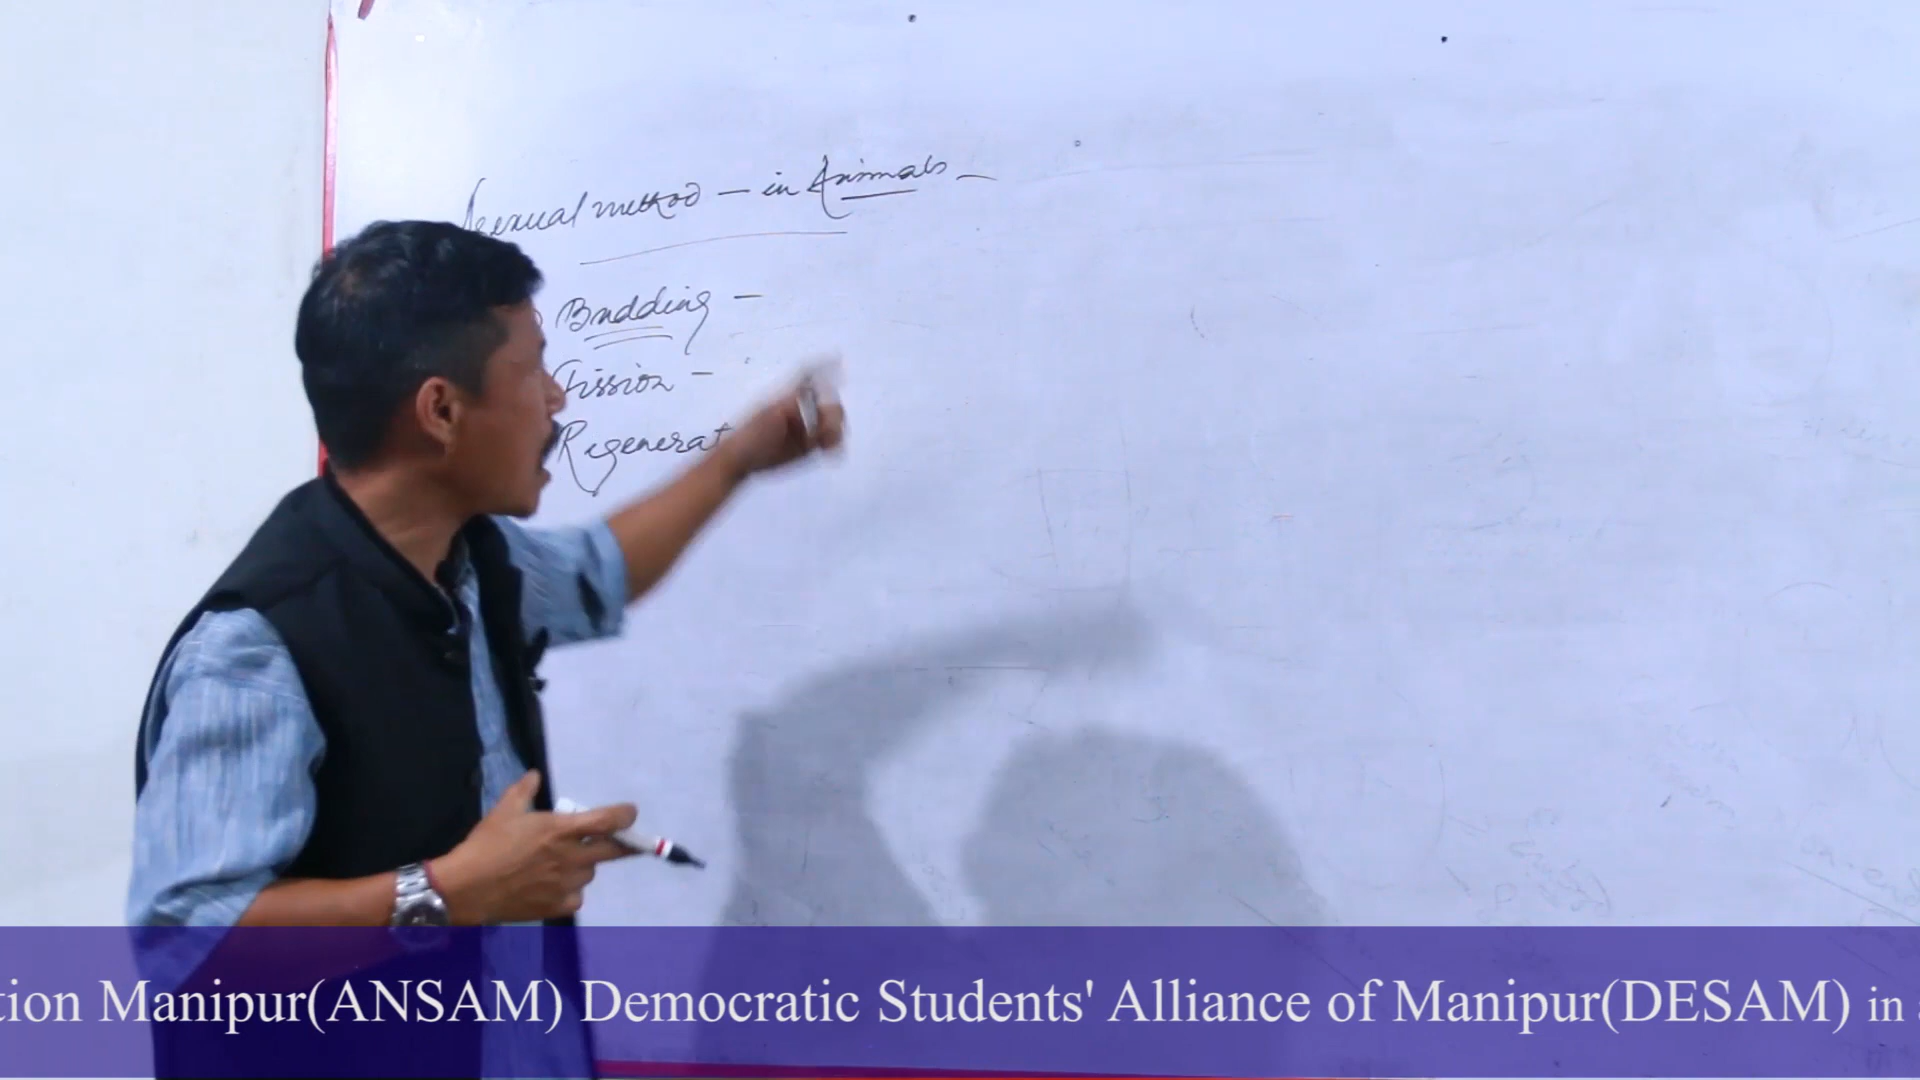 Asexual method - in Animals -
Budding -
Fission -
Regenerat
tion Manipur(ANSAM) Democratic Students' Alliance of Manipur(DESAM) in